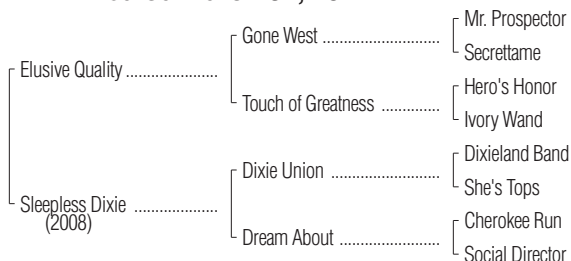 Gone West
Mr. Prospector
Secrettame
Elusive Quality
Touch of Greatness
Hero's Honor
Ivory Wand
Dixie Union
Dixieland Band
She's Tops
Sleepless Dixie
(2008)
Dream About
Cherokee Run
Social Director